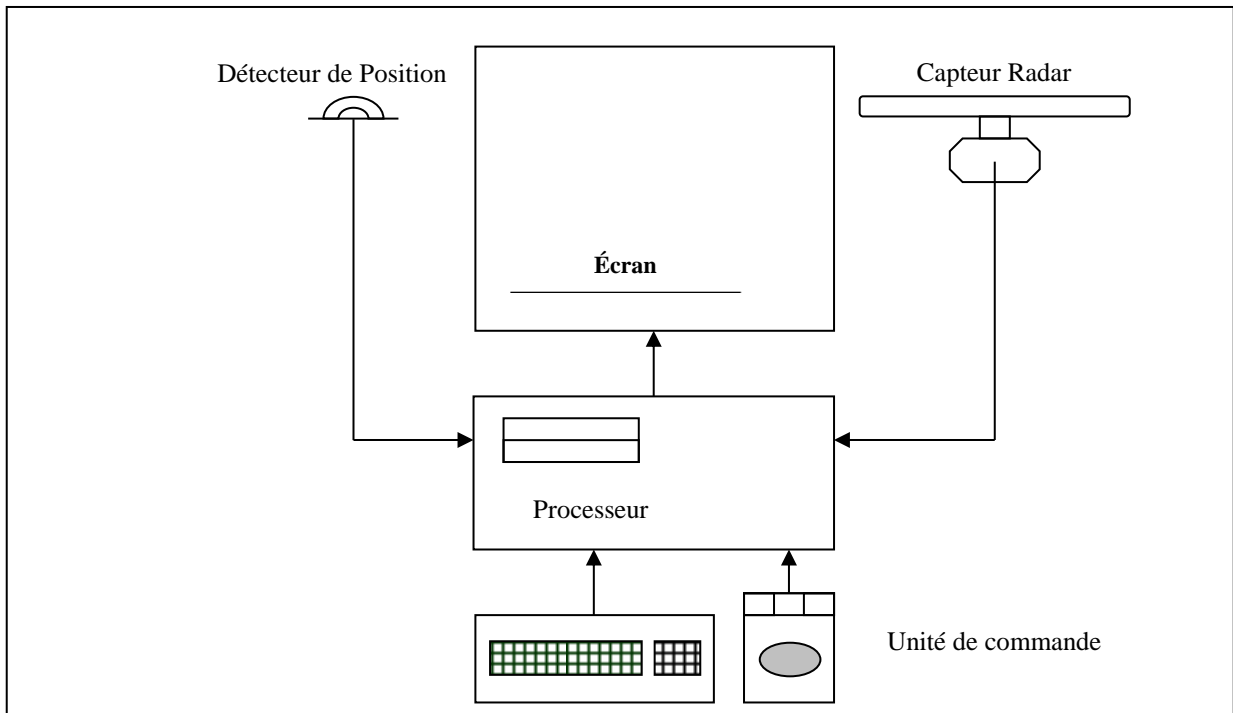 Détecteur de Position
Capteur Radar
Écran
Processeur
Unité de commande